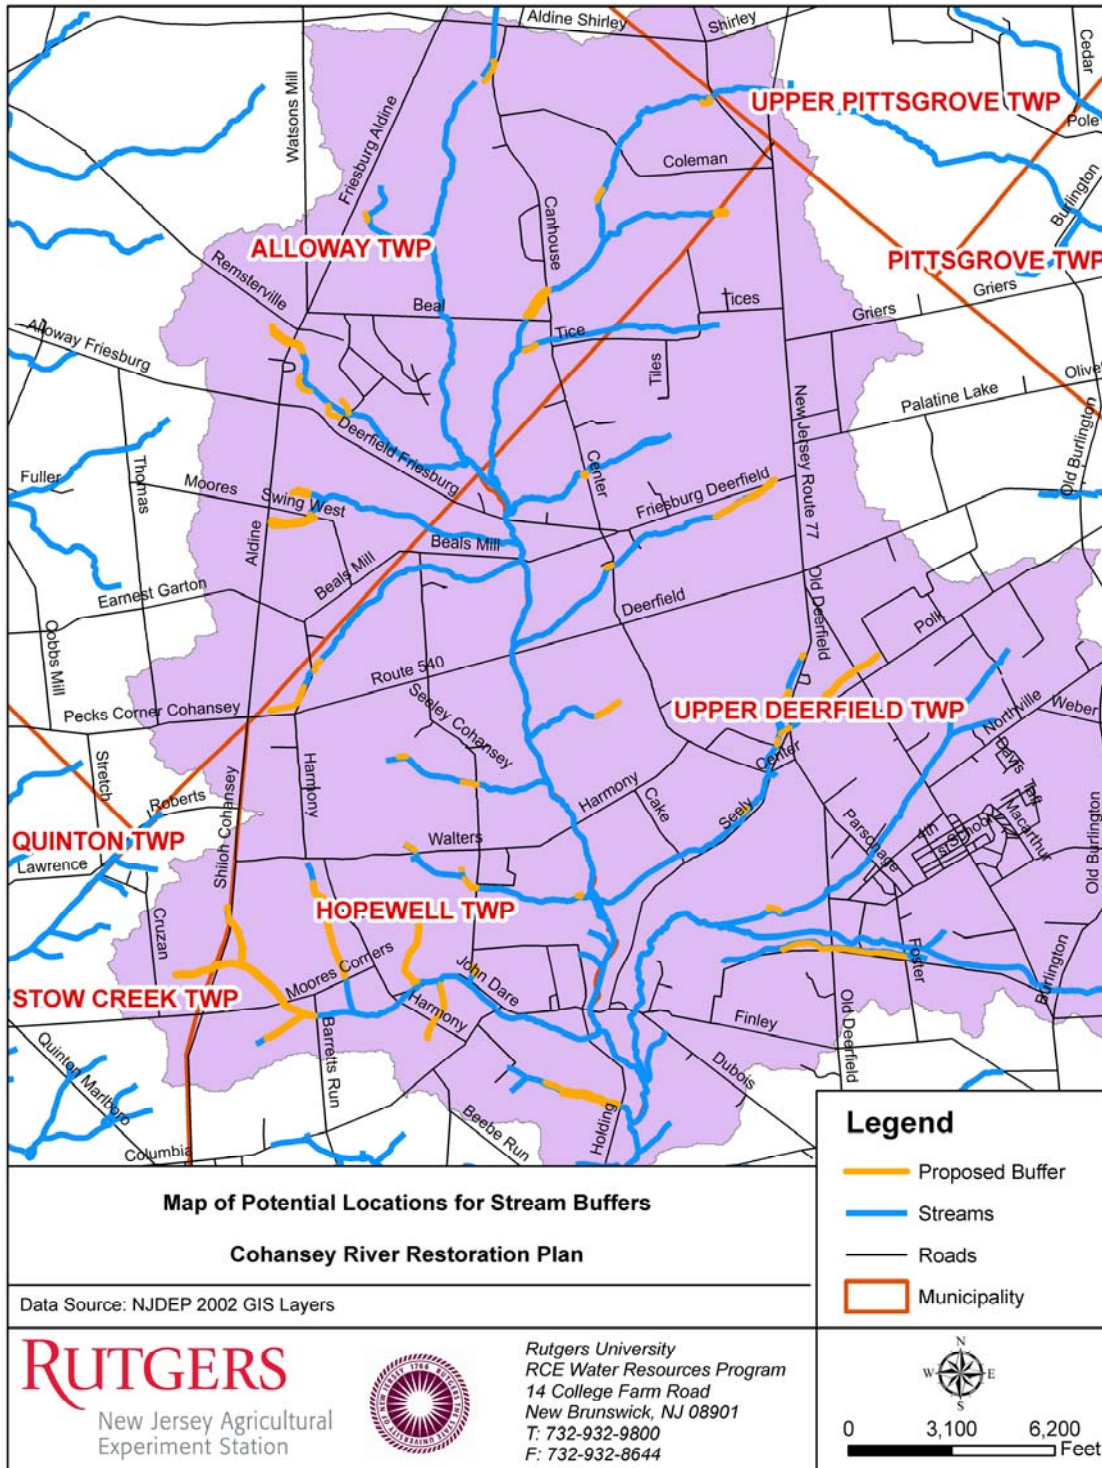 Aldine Shirley
Shirley
Cedar
Watsons Mill
Friesburg Aldine
UPPER PITTSGROVE TWP
Pole
Coleman
Canhouse
Burlington
ALLOWAY TWP
PITTSGROVE TWP
Remsterville
Griers
Tices
Beal
Griers
Alloway Friesburg
Tice
Tiles
Olivet
Palatine Lake
New Jersey Route 77
Old Burlington
Deerfield Friesburg
Center
Fuller
Thomas
Moores
Swing West
Friesburg Deerfield
Aldine
Beals Mill
Beals Mill
Earnest Garton
Deerfield
Old Deerfield
Polk
Cobbs Mill
Route 540
Seeley Cohansey
Pecks Corner Cohansey
UPPER DEERFIELD TWP
Northville
Weber
Stretch
Harmony
Center
Davis
Taft
Macarthur
Shiloh Cohansey
Harmony
Cake
Seely
Roberts
Parsonage
4th
School
QUINTON TWP
Walters
Lawrence
Old Burlington
HOPEWELL TWP
Cruzan
Moores Corners
John Dare
Foster
Burlington
STOW CREEK TWP
Harmony
Finley
Old Deerfield
Quinton Marlboro
Barretts Run
Dubois
Beebe Run
Holding
Columbia
Legend
Proposed Buffer
Streams
Roads
Municipality
Map of Potential Locations for Stream Buffers
Cohansey River Restoration Plan
Data Source: NJDEP 2002 GIS Layers
RUTGERS
New Jersey Agricultural
Experiment Station
Rutgers University
RCE Water Resources Program
14 College Farm Road
New Brunswick, NJ 08901
T: 732-932-9800
F: 732-932-8644
N
W E
S
0 3,100 6,200
Feet